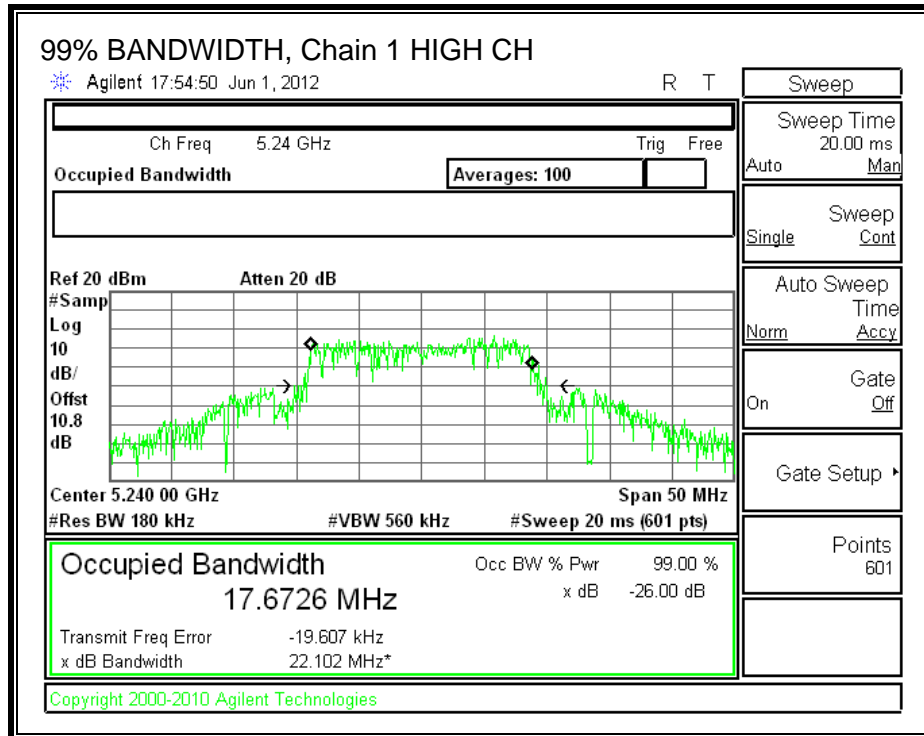 99% BANDWIDTH, Chain 1 HIGH CH
Agilent 17:54:50 Jun 1, 2012 R T
Ch Freq 5.24 GHz Trig Free
Occupied Bandwidth Averages: 100
Ref 20 dBm Atten 20 dB
#Samp
Log
10
dB/
Offst
10.8
dB
Center 5.240 00 GHz Span 50 MHz
#Res BW 180 kHz #VBW 560 kHz #Sweep 20 ms (601 pts)
Occupied Bandwidth Occ BW % Pwr 99.00 %
17.6726 MHz x dB -26.00 dB
Transmit Freq Error -19.607 kHz
x dB Bandwidth 22.102 MHz*
Copyright 2000-2010 Agilent Technologies
Sweep
Sweep Time
20.00 ms
Auto Man
Sweep
Single Cont
Auto Sweep
Time
Norm Accy
Gate
On Off
Gate Setup
Points
601